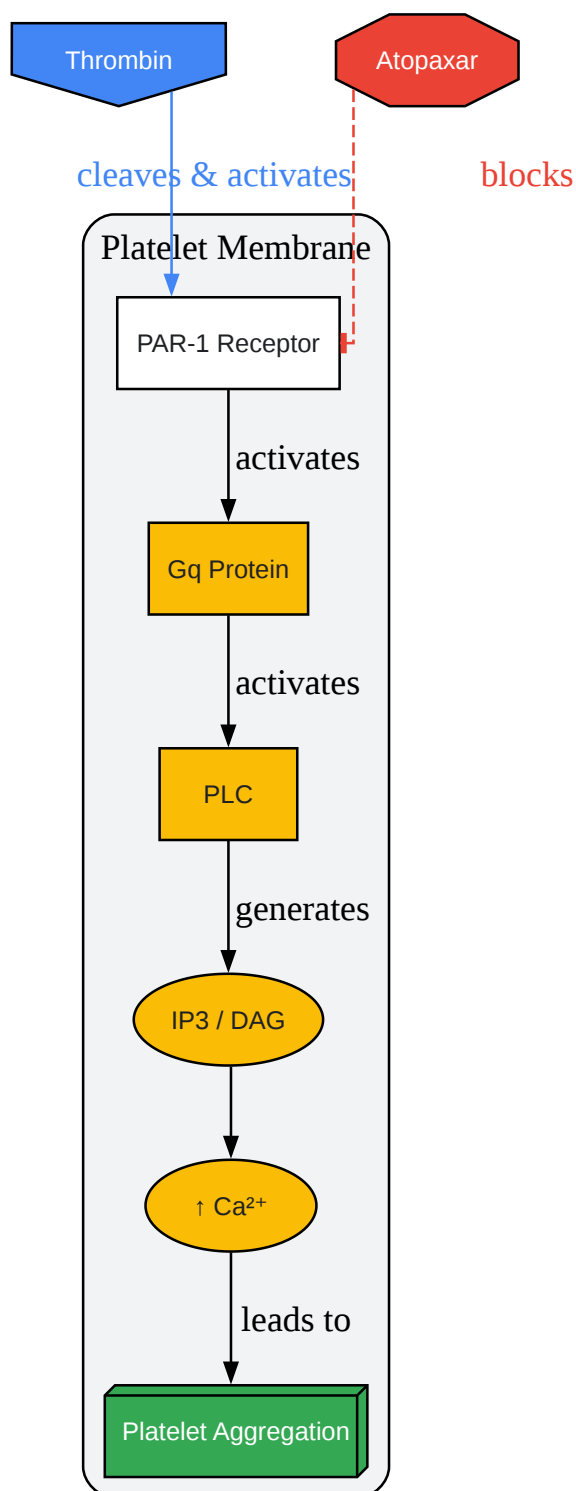 Thrombin
Atopaxar
cleaves & activates
blocks
Platelet Membrane
PAR-1 Receptor
activates
Gq Protein
activates
PLC
generates
IP3 / DAG
↑ Ca²⁺
leads to
Platelet Aggregation